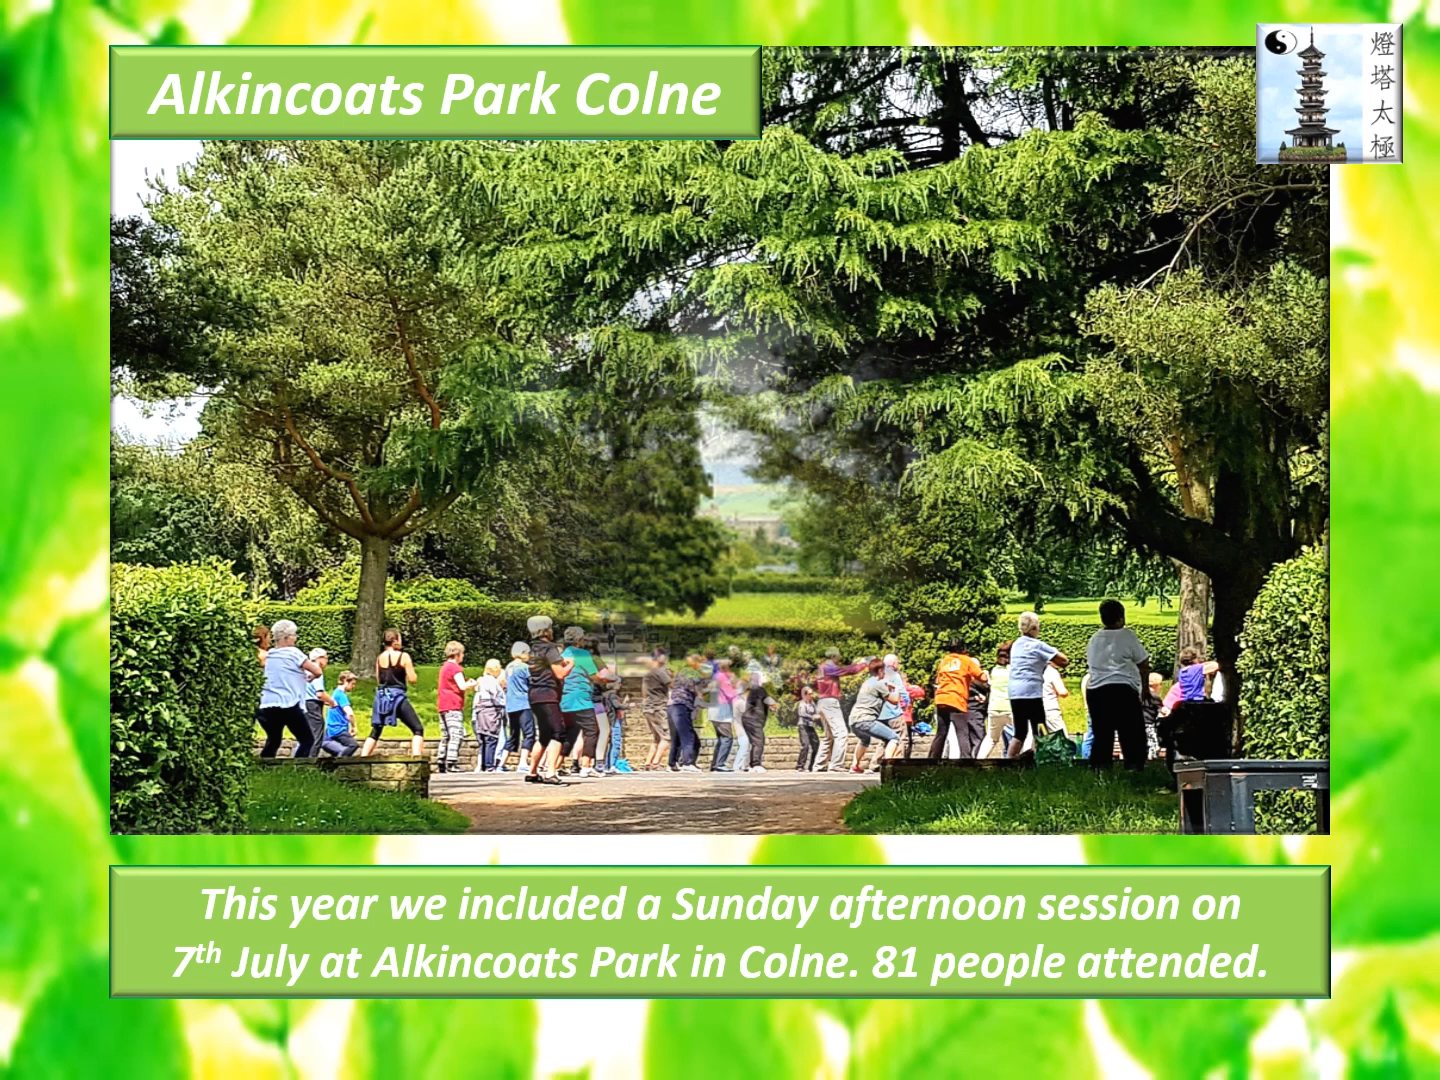 Alkincoats Park Colne
燈
塔
太
極
This year we included a Sunday afternoon session on
7th July at Alkincoats Park in Colne. 81 people attended.